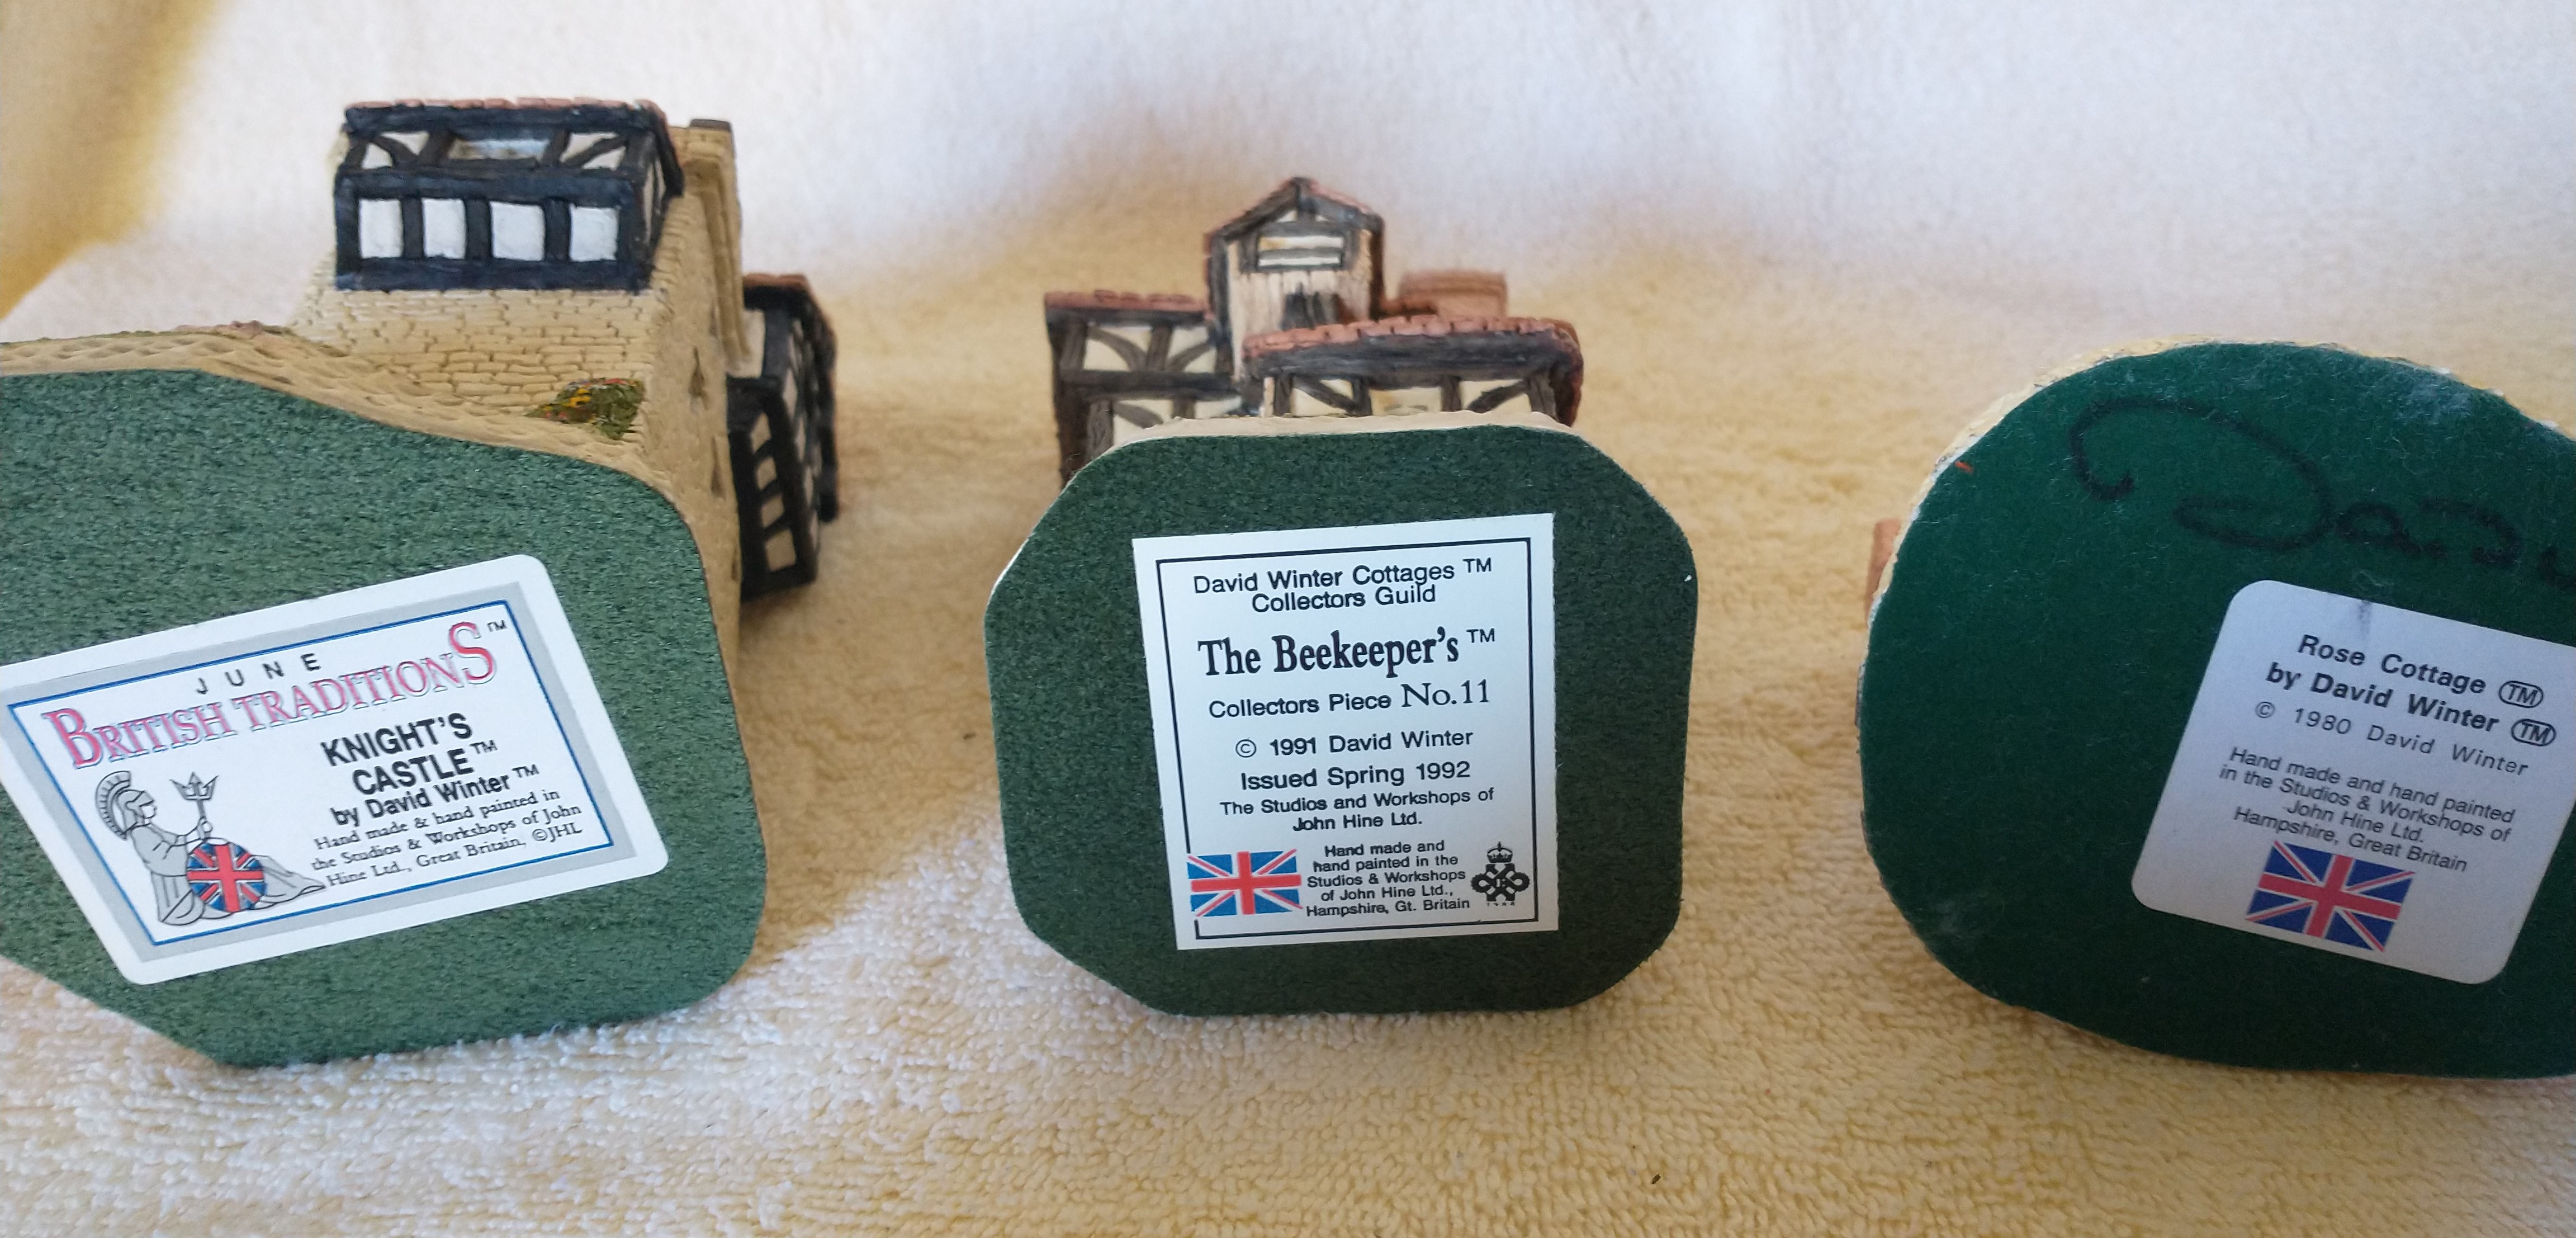 JUNE
BRITISH TRADITIONS™
KNIGHT'S
CASTLE™
by David Winter™
Hand made & hand painted in
the Studios & Workshops of John
Hine Ltd., Great Britain, ©JHL
David Winter Cottages™
Collectors Guild
The Beekeeper's™
Collectors Piece No.11
© 1991 David Winter
Issued Spring 1992
The Studios and Workshops of
John Hine Ltd.
Hand made and
hand painted in the
Studios & Workshops
of John Hine Ltd.,
Hampshire, Gt. Britain
Rose Cottage TM
by David Winter TM
© 1980 David Winter
Hand made and hand painted
in the Studios & Workshops of
John Hine Ltd.
Hampshire, Great Britain